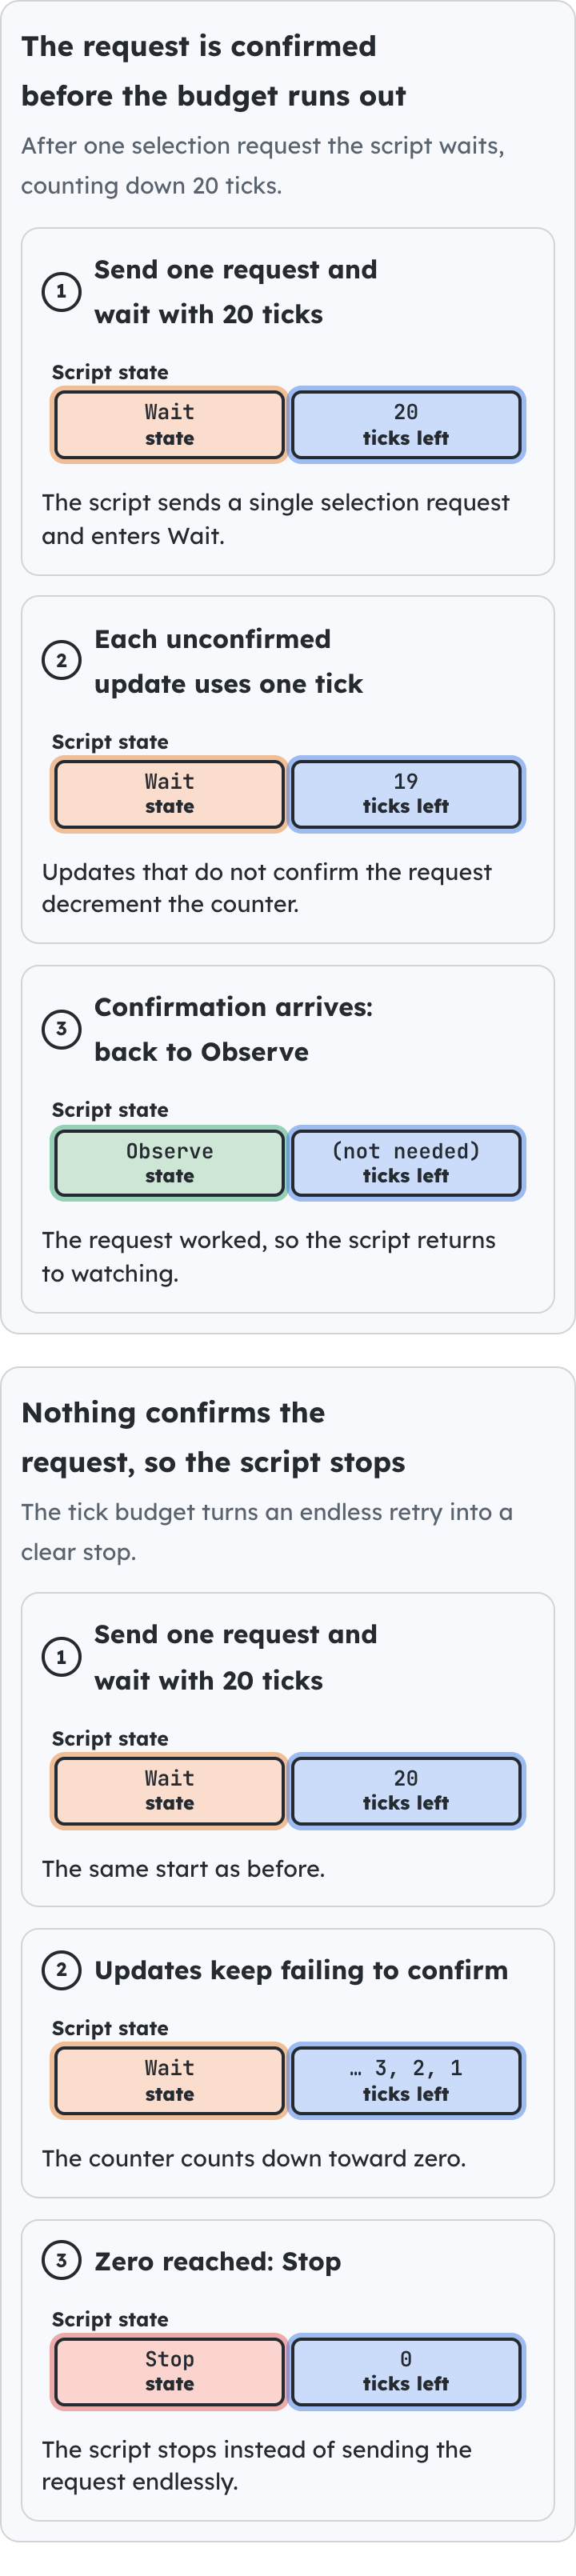 The request is confirmed
before the budget runs out
After one selection request the script waits,
counting down 20 ticks.
1
Send one request and
wait with 20 ticks
Script state
Wait
state
20
ticks left
The script sends a single selection request
and enters Wait.
2
Each unconfirmed
update uses one tick
Script state
Wait
state
19
ticks left
Updates that do not confirm the request
decrement the counter.
3
Confirmation arrives:
back to Observe
Script state
Observe
state
(not needed)
ticks left
The request worked, so the script returns
to watching.
Nothing confirms the
request, so the script stops
The tick budget turns an endless retry into a
clear stop.
1
Send one request and
wait with 20 ticks
Script state
Wait
state
20
ticks left
The same start as before.
2
Updates keep failing to confirm
Script state
Wait
state
… 3, 2, 1
ticks left
The counter counts down toward zero.
3
Zero reached: Stop
Script state
Stop
state
0
ticks left
The script stops instead of sending the
request endlessly.